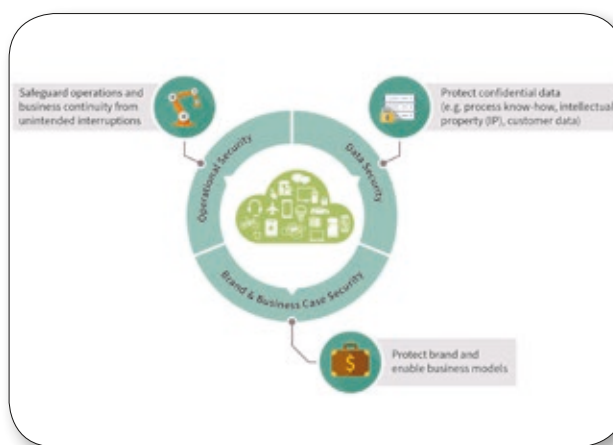 Safeguard operations and
business continuity from
unintended interruptions
Protect confidential data
(e.g. process know-how, intellectual
property (IP), customer data)
Operational Security
Data Security
Brand & Business Case Security
$
Protect brand and
enable business models